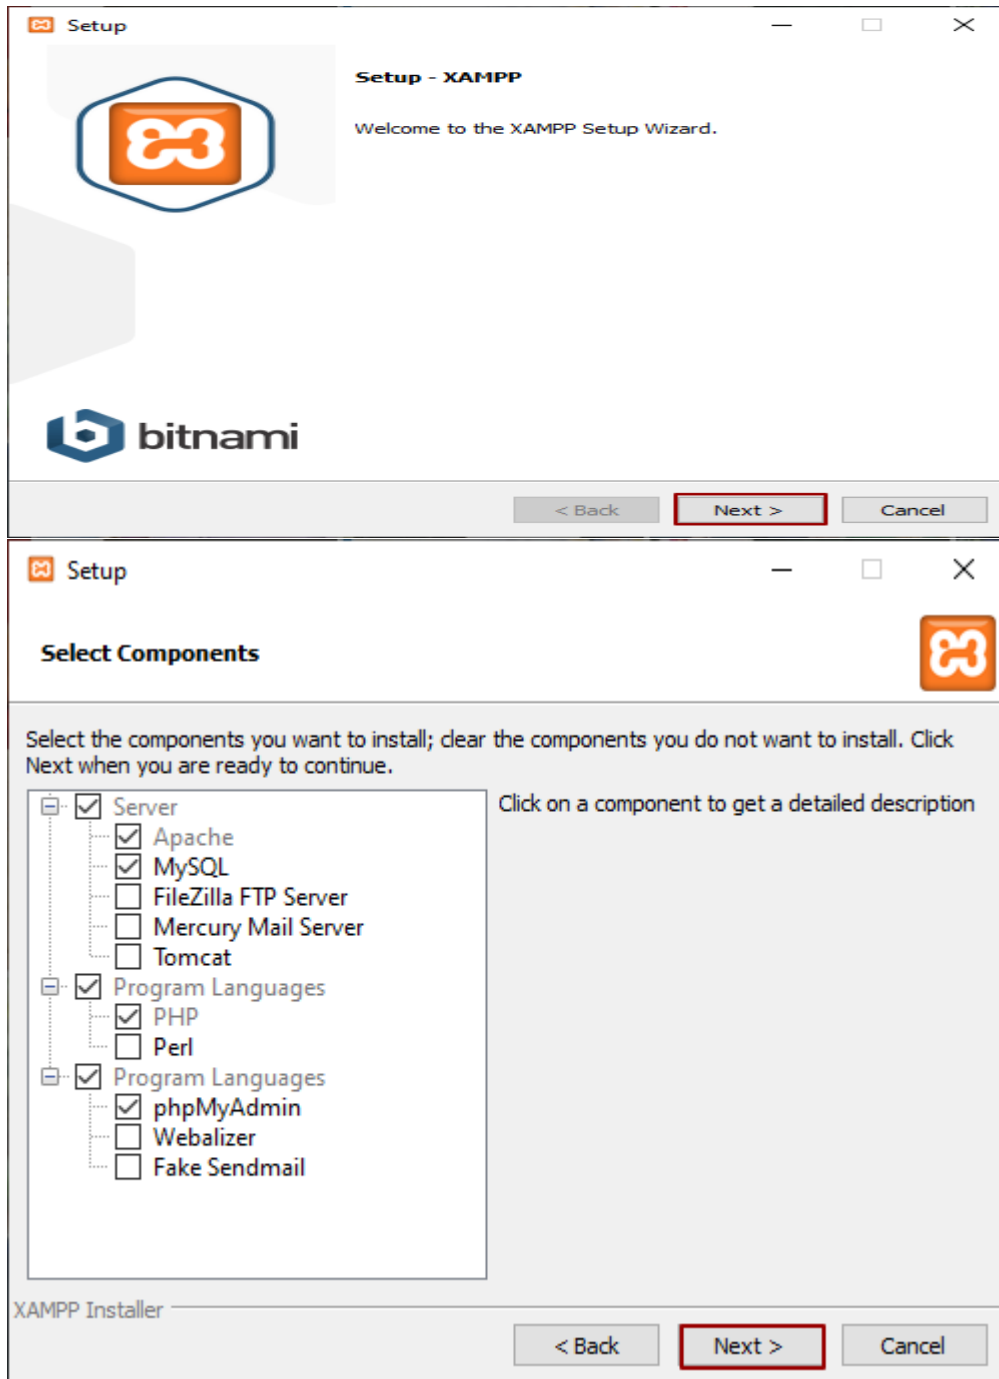 Setup
Setup - XAMPP
Welcome to the XAMPP Setup Wizard.
bitnami
< Back Next > Cancel
Setup
Select Components
Select the components you want to install; clear the components you do not want to install. Click
Next when you are ready to continue.
Click on a component to get a detailed description
Server
Apache
MySQL
FileZilla FTP Server
Mercury Mail Server
Tomcat
Program Languages
PHP
Perl
Program Languages
phpMyAdmin
Webalizer
Fake Sendmail
XAMPP Installer
< Back Next > Cancel